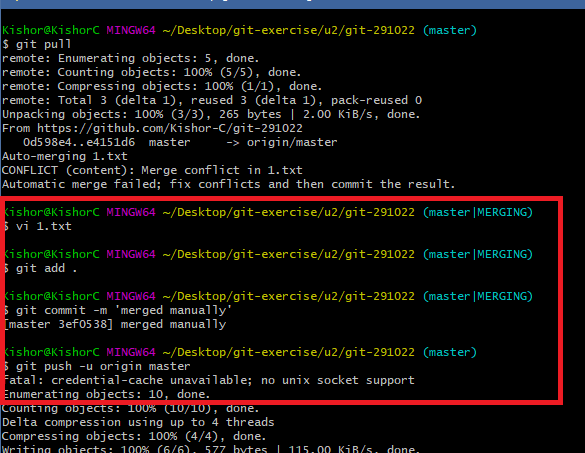 Kishor@KishorC MINGW64 ~/Desktop/git-exercise/u2/git-291022 (master)
$ git pull
remote: Enumerating objects: 5, done.
remote: Counting objects: 100% (5/5), done.
remote: Compressing objects: 100% (1/1), done.
remote: Total 3 (delta 1), reused 3 (delta 1), pack-reused 0
Unpacking objects: 100% (3/3), 265 bytes | 2.00 KiB/s, done.
From https://github.com/Kishor-C/git-291022
   0d598e4..e4151d6  master     -> origin/master
Auto-merging 1.txt
CONFLICT (content): Merge conflict in 1.txt
Automatic merge failed; fix conflicts and then commit the result.
Kishor@KishorC MINGW64 ~/Desktop/git-exercise/u2/git-291022 (master|MERGING)
$ vi 1.txt
Kishor@KishorC MINGW64 ~/Desktop/git-exercise/u2/git-291022 (master|MERGING)
$ git add .
Kishor@KishorC MINGW64 ~/Desktop/git-exercise/u2/git-291022 (master|MERGING)
$ git commit -m 'merged manually'
[master 3ef0538] merged manually
Kishor@KishorC MINGW64 ~/Desktop/git-exercise/u2/git-291022 (master)
$ git push -u origin master
fatal: credential-cache unavailable; no unix socket support
Enumerating objects: 10, done.
Counting objects: 100% (10/10), done.
Delta compression using up to 4 threads
Compressing objects: 100% (4/4), done.
Writing objects: 100% (6/6), 577 bytes | 115.00 KiB/s, done.